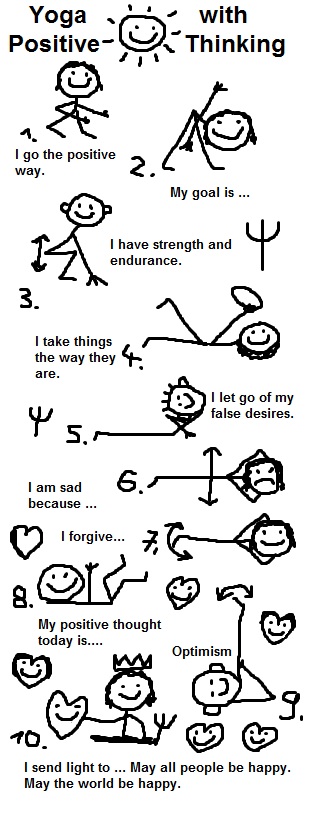 Yoga with
Positive- Thinking
1.
I go the positive
way.
2.
My goal is ...
I have strength and
endurance.
3.
I take things
the way they
are.
4.
I let go of my
false desires.
5.
6.
I am sad
because ...
I forgive...
7.
8.
My positive thought
today is....
Optimism
9.
10.
I send light to ... May all people be happy.
May the world be happy.